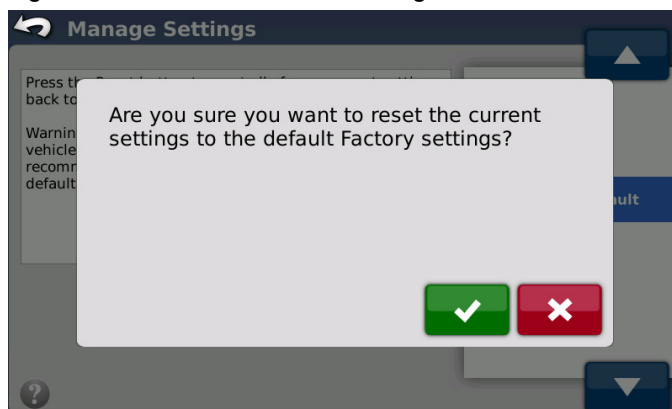 Manage Settings
Press th
back to
Are you sure you want to reset the current
settings to the default Factory settings?
Warnin
vehicle
recomr
default
ault
?